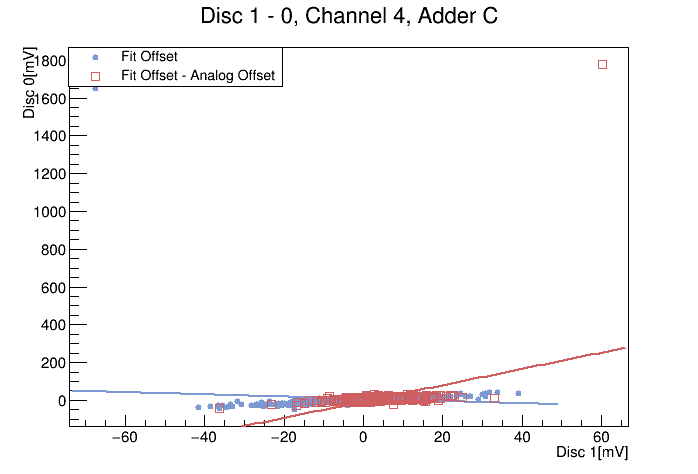 Disc 1 - 0, Channel 4, Adder C
Disc 0[mV]
Fit Offset
Fit Offset - Analog Offset
1800
1600
1400
1200
1000
800
600
400
200
0
−60 −40 −20 0 20 40 60
Disc 1[mV]